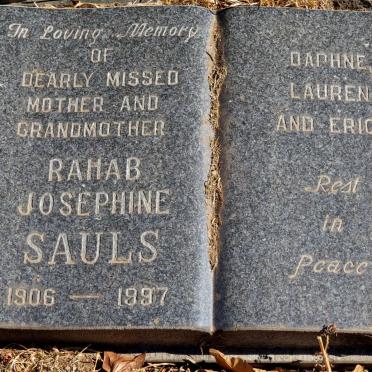 In Loving Memory
OF
DEARLY MISSED
MOTHER AND
GRANDMOTHER
RAHAB
JOSEPHINE
SAULS
1906 — 1997
DAPHNE
LAUREN
AND ERIC
Rest
in
Peace